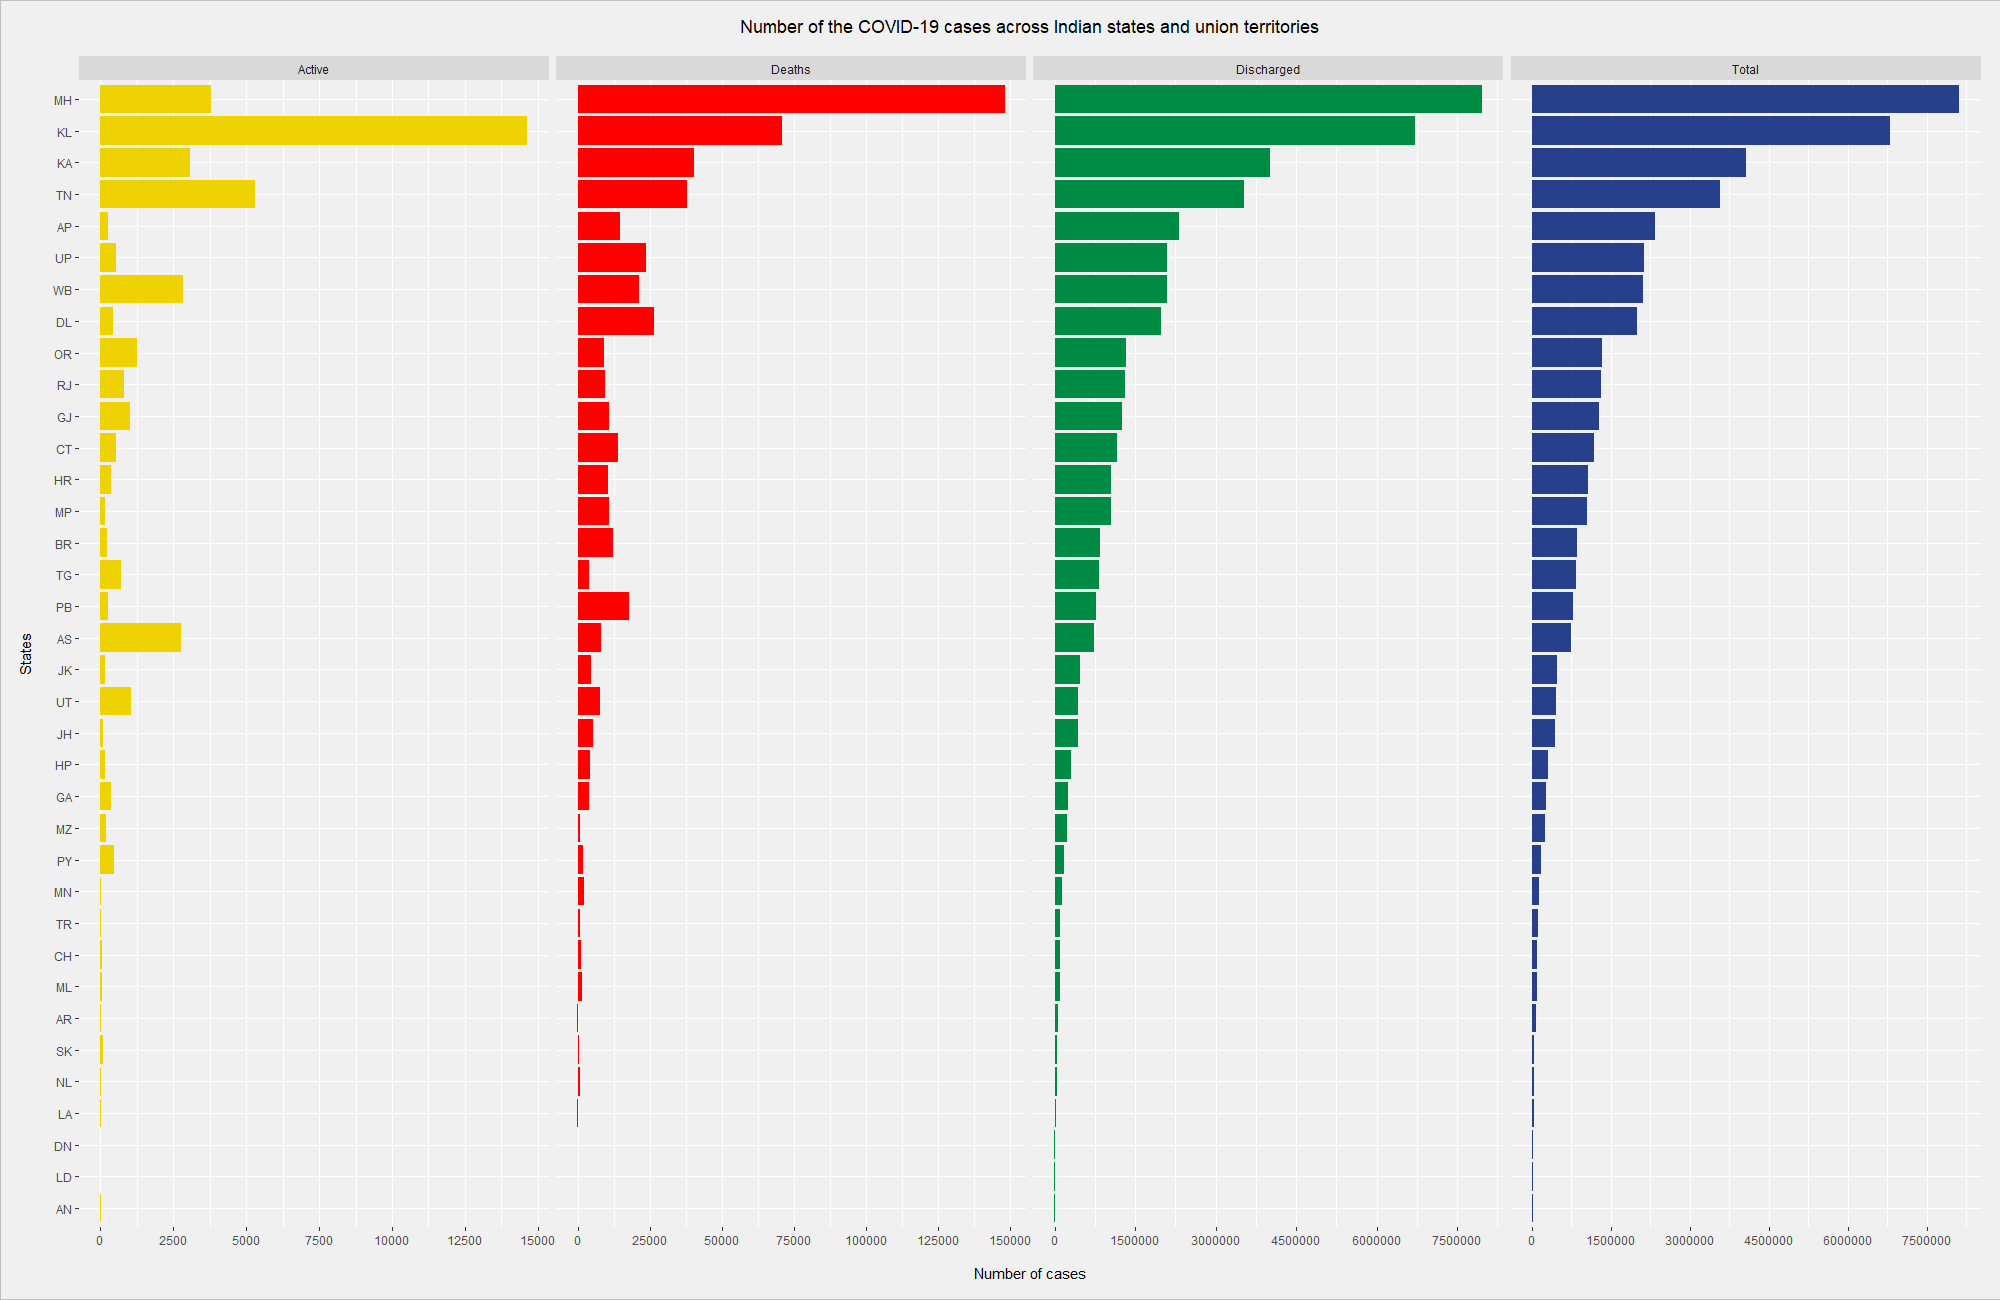 Number of the COVID-19 cases across Indian states and union territories
Active
Deaths
Discharged
Total
States
MH
KL
KA
TN
AP
UP
WB
DL
OR
RJ
GJ
CT
HR
MP
BR
TG
PB
AS
JK
UT
JH
HP
GA
MZ
PY
MN
TR
CH
ML
AR
SK
NL
LA
DN
LD
AN
0 2500 5000 7500 10000 12500 15000
0 25000 50000 75000 100000 125000 150000
0 1500000 3000000 4500000 6000000 7500000
0 1500000 3000000 4500000 6000000 7500000
Number of cases